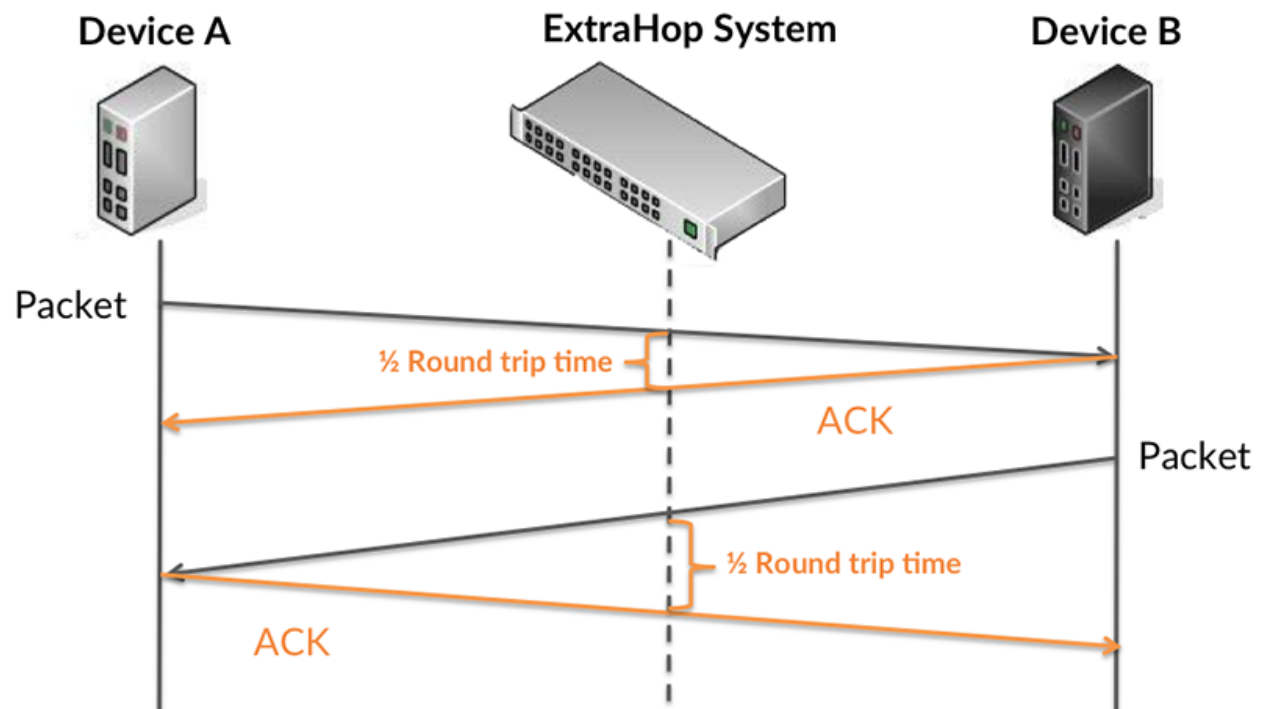 Device A
ExtraHop System
Device B
Packet
½ Round trip time
ACK
Packet
½ Round trip time
ACK